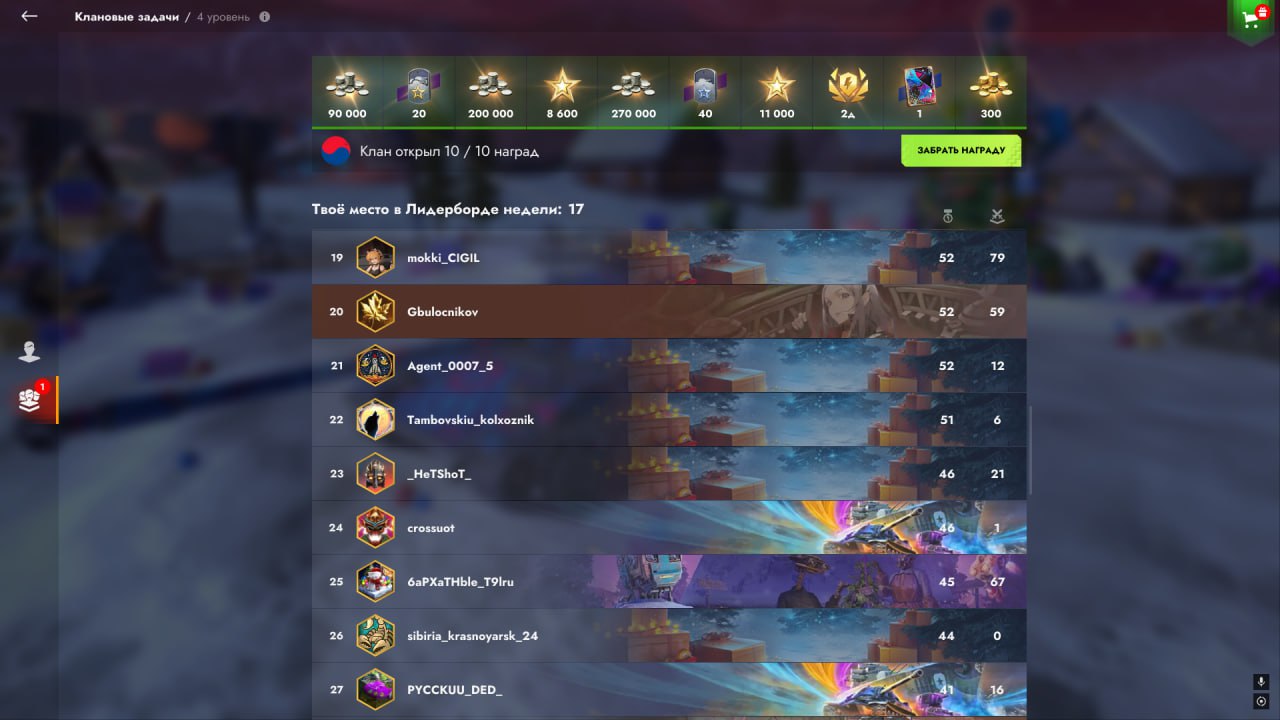 Клановые задачи / 4 уровень
90 000 20 200 000 8 600 270 000 40 11 000 2д 1 300
Клан открыл 10 / 10 наград
ЗАБРАТЬ НАГРАДУ
Твоё место в Лидерборде недели: 17
19 mokki_CIGIL 52 79
20 Gbulocnikov 52 59
21 Agent_0007_5 52 12
22 Tambovskiu_kolxoznik 51 6
1
23 _HeTShoT_ 46 21
24 crossuot 46 1
25 6aPXaTHble_T9lru 45 67
26 sibiria_krasnoyarsk_24 44 0
27 PYCCKUU_DED_ 41 16